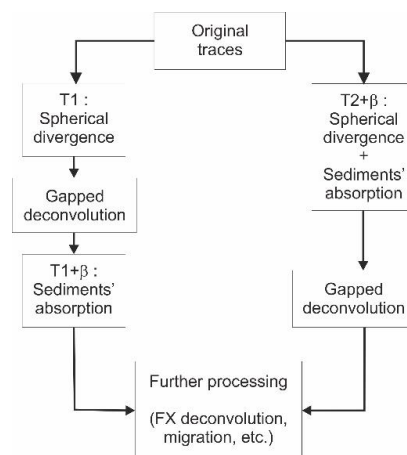 Original
traces
T1 :
Spherical
divergence
T2+β :
Spherical
divergence
+
Sediments'
absorption
Gapped
deconvolution
T1+β :
Sediments'
absorption
Gapped
deconvolution
Further processing
(FX deconvolution,
migration, etc.)